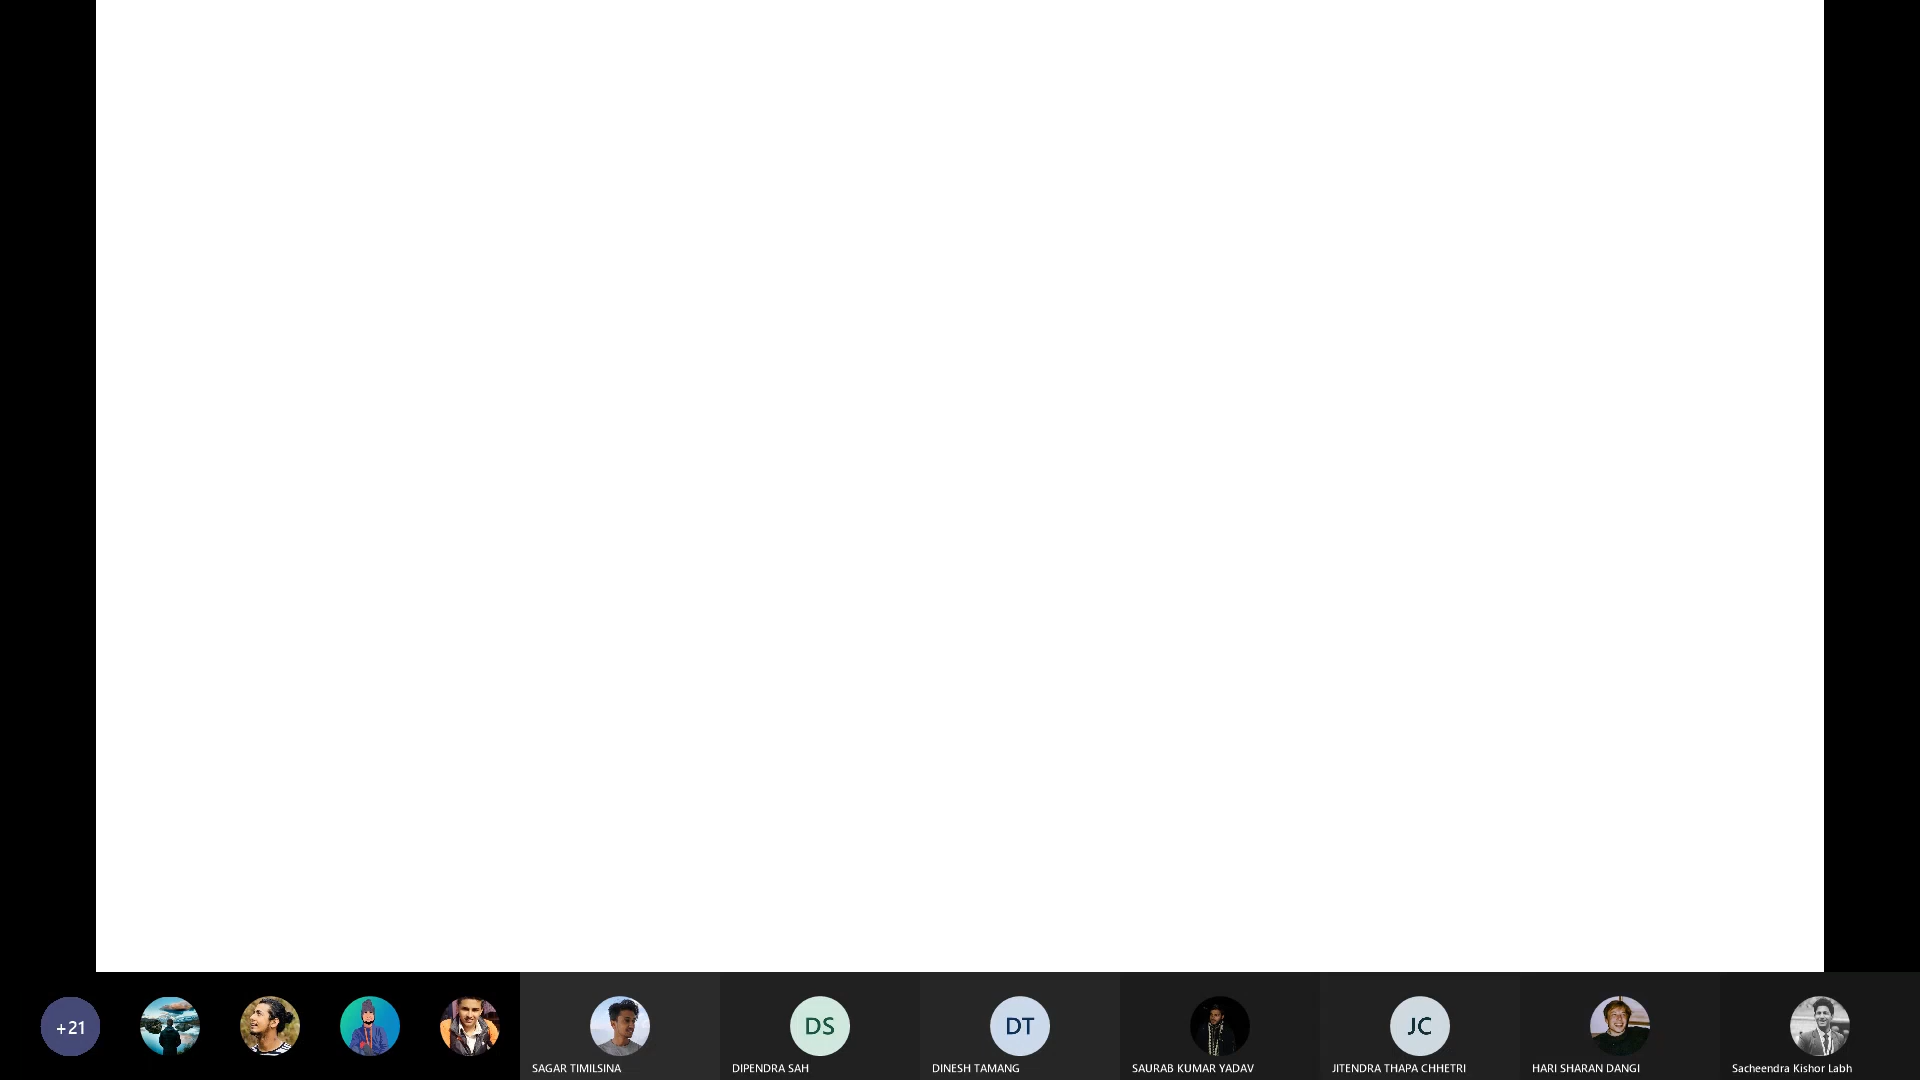 +21
DS
DT
JC
SAGAR TIMILSINA
DIPENDRA SAH
DINESH TAMANG
SAURAB KUMAR YADAV
JITENDRA THAPA CHHETRI
HARI SHARAN DANGI
Sacheendra Kishor Labh